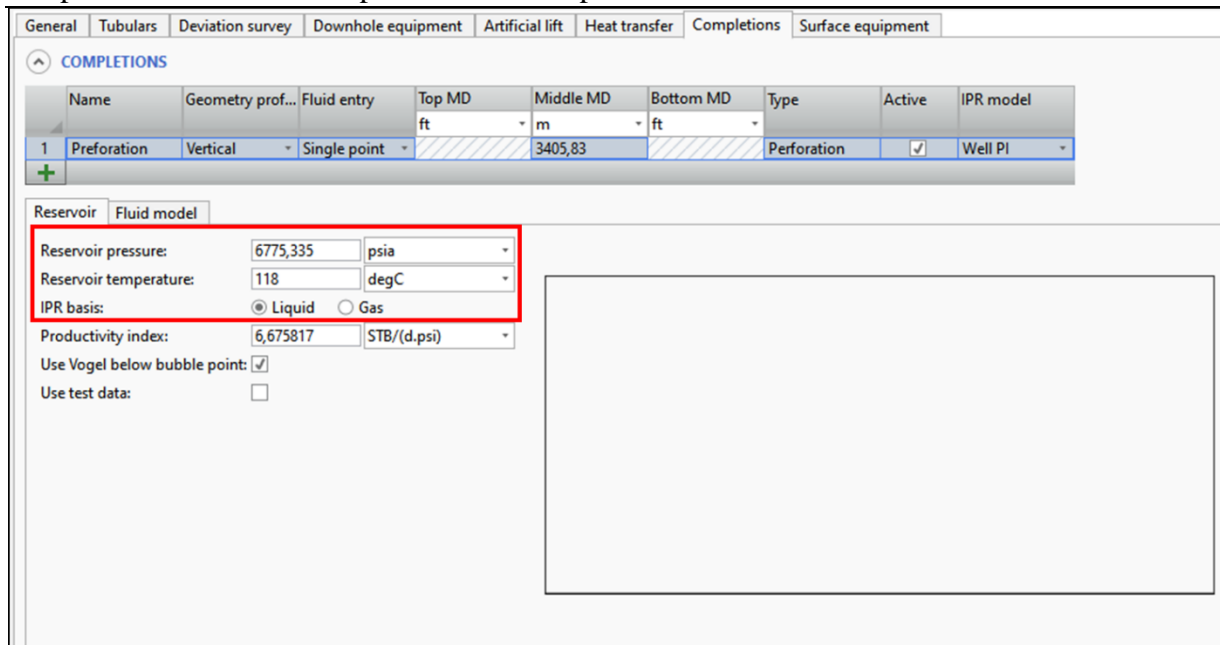 General Tubulars Deviation survey Downhole equipment Artificial lift Heat transfer Completions Surface equipment
COMPLETIONS
Name Geometry prof... Fluid entry Top MD Middle MD Bottom MD Type Active IPR model
ft m ft
1 Preforation Vertical Single point 3405,83 Perforation Well PI
Reservoir Fluid model
Reservoir pressure: 6775,335 psia
Reservoir temperature: 118 degC
IPR basis: Liquid Gas
Productivity index: 6,675817 STB/(d.psi)
Use Vogel below bubble point:
Use test data: